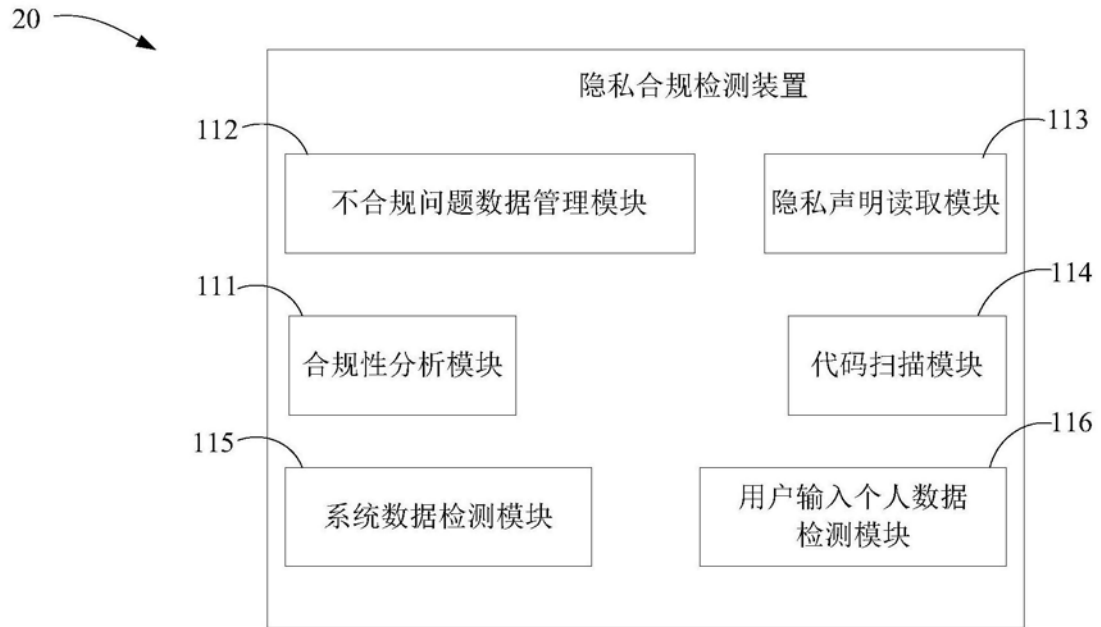 20
隐私合规检测装置
112
113
不合规问题数据管理模块
隐私声明读取模块
111
114
合规性分析模块
代码扫描模块
115
116
系统数据检测模块
用户输入个人数据
检测模块